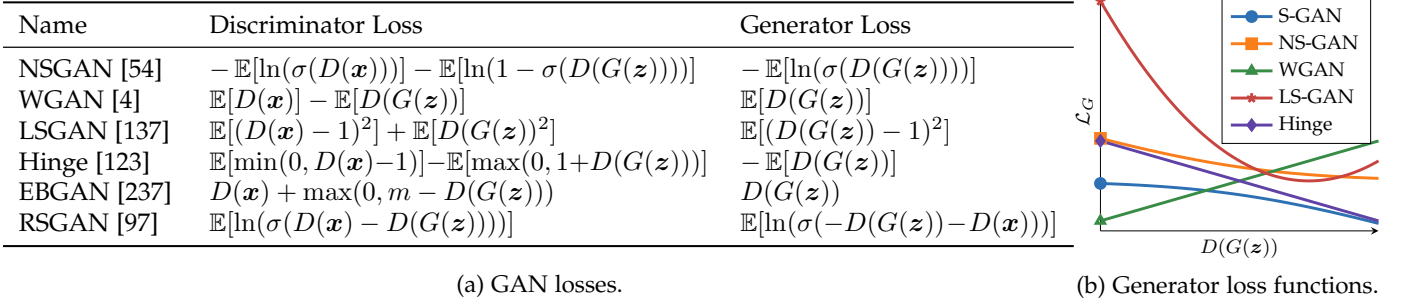 Name Discriminator Loss Generator Loss
NSGAN [54] − 𝔼[ln(σ(D(𝒙)))] − 𝔼[ln(1 − σ(D(G(𝒛))))] − 𝔼[ln(σ(D(G(𝒛))))]
WGAN [4] 𝔼[D(𝒙)] − 𝔼[D(G(𝒛))] 𝔼[D(G(𝒛))]
LSGAN [137] 𝔼[(D(𝒙) − 1)²] + 𝔼[D(G(𝒛))²] 𝔼[(D(G(𝒛)) − 1)²]
Hinge [123] 𝔼[min(0, D(𝒙)−1)]−𝔼[max(0, 1+D(G(𝒛)))] − 𝔼[D(G(𝒛))]
EBGAN [237] D(𝒙) + max(0, m − D(G(𝒛))) D(G(𝒛))
RSGAN [97] 𝔼[ln(σ(D(𝒙) − D(G(𝒛))))] 𝔼[ln(σ(−D(G(𝒛))−D(𝒙)))]
(a) GAN losses.
S-GAN
NS-GAN
WGAN
LS-GAN
Hinge
ℒ_G
D(G(𝒛))
(b) Generator loss functions.